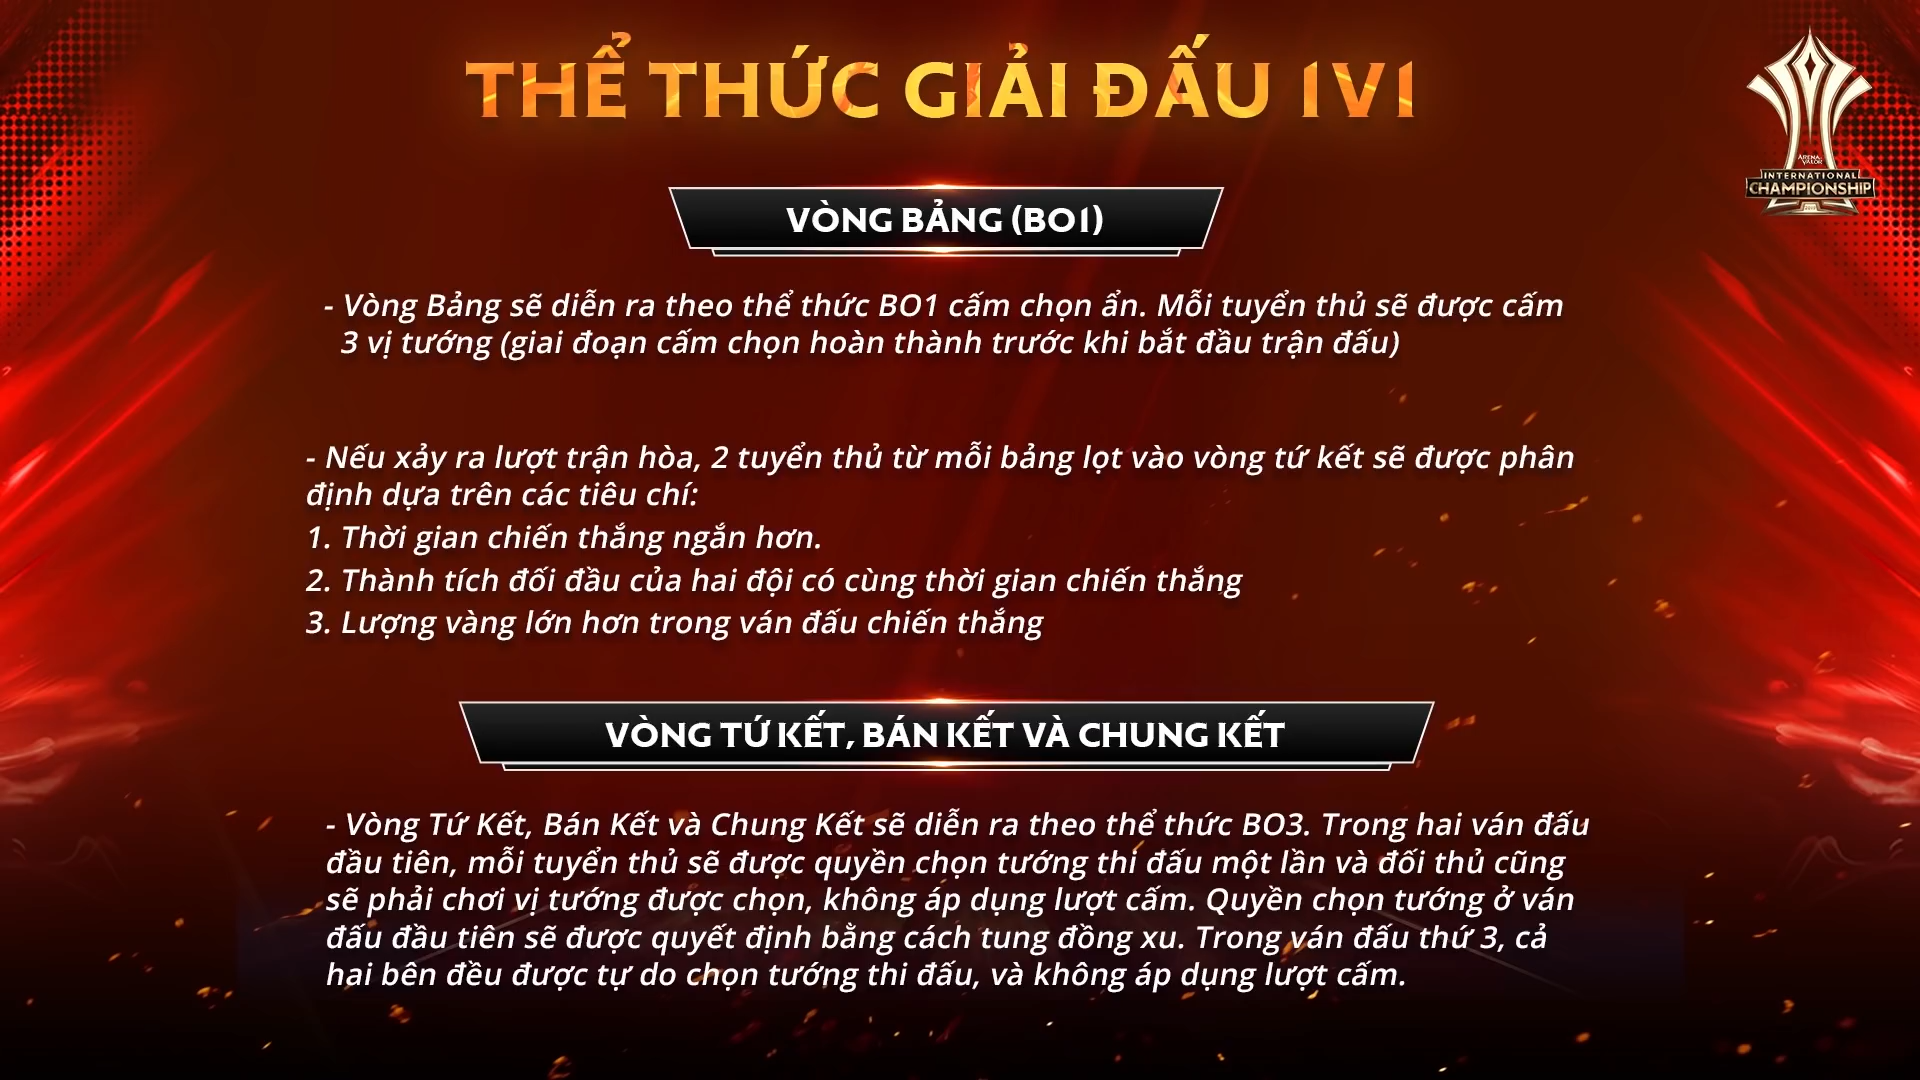 THỂ THỨC GIẢI ĐẤU 1V1
ARENA
VALOR
INTERNATIONAL
CHAMPIONSHIP
VÒNG BẢNG (BO1)
- Vòng Bảng sẽ diễn ra theo thể thức BO1 cấm chọn ẩn. Mỗi tuyển thủ sẽ được cấm
3 vị tướng (giai đoạn cấm chọn hoàn thành trước khi bắt đầu trận đấu)
- Nếu xảy ra lượt trận hòa, 2 tuyển thủ từ mỗi bảng lọt vào vòng tứ kết sẽ được phân
định dựa trên các tiêu chí:
1. Thời gian chiến thắng ngắn hơn.
2. Thành tích đối đầu của hai đội có cùng thời gian chiến thắng
3. Lượng vàng lớn hơn trong ván đấu chiến thắng
VÒNG TỨ KẾT, BÁN KẾT VÀ CHUNG KẾT
- Vòng Tứ Kết, Bán Kết và Chung Kết sẽ diễn ra theo thể thức BO3. Trong hai ván đấu
đầu tiên, mỗi tuyển thủ sẽ được quyền chọn tướng thi đấu một lần và đối thủ cũng
sẽ phải chơi vị tướng được chọn, không áp dụng lượt cấm. Quyền chọn tướng ở ván
đấu đầu tiên sẽ được quyết định bằng cách tung đồng xu. Trong ván đấu thứ 3, cả
hai bên đều được tự do chọn tướng thi đấu, và không áp dụng lượt cấm.